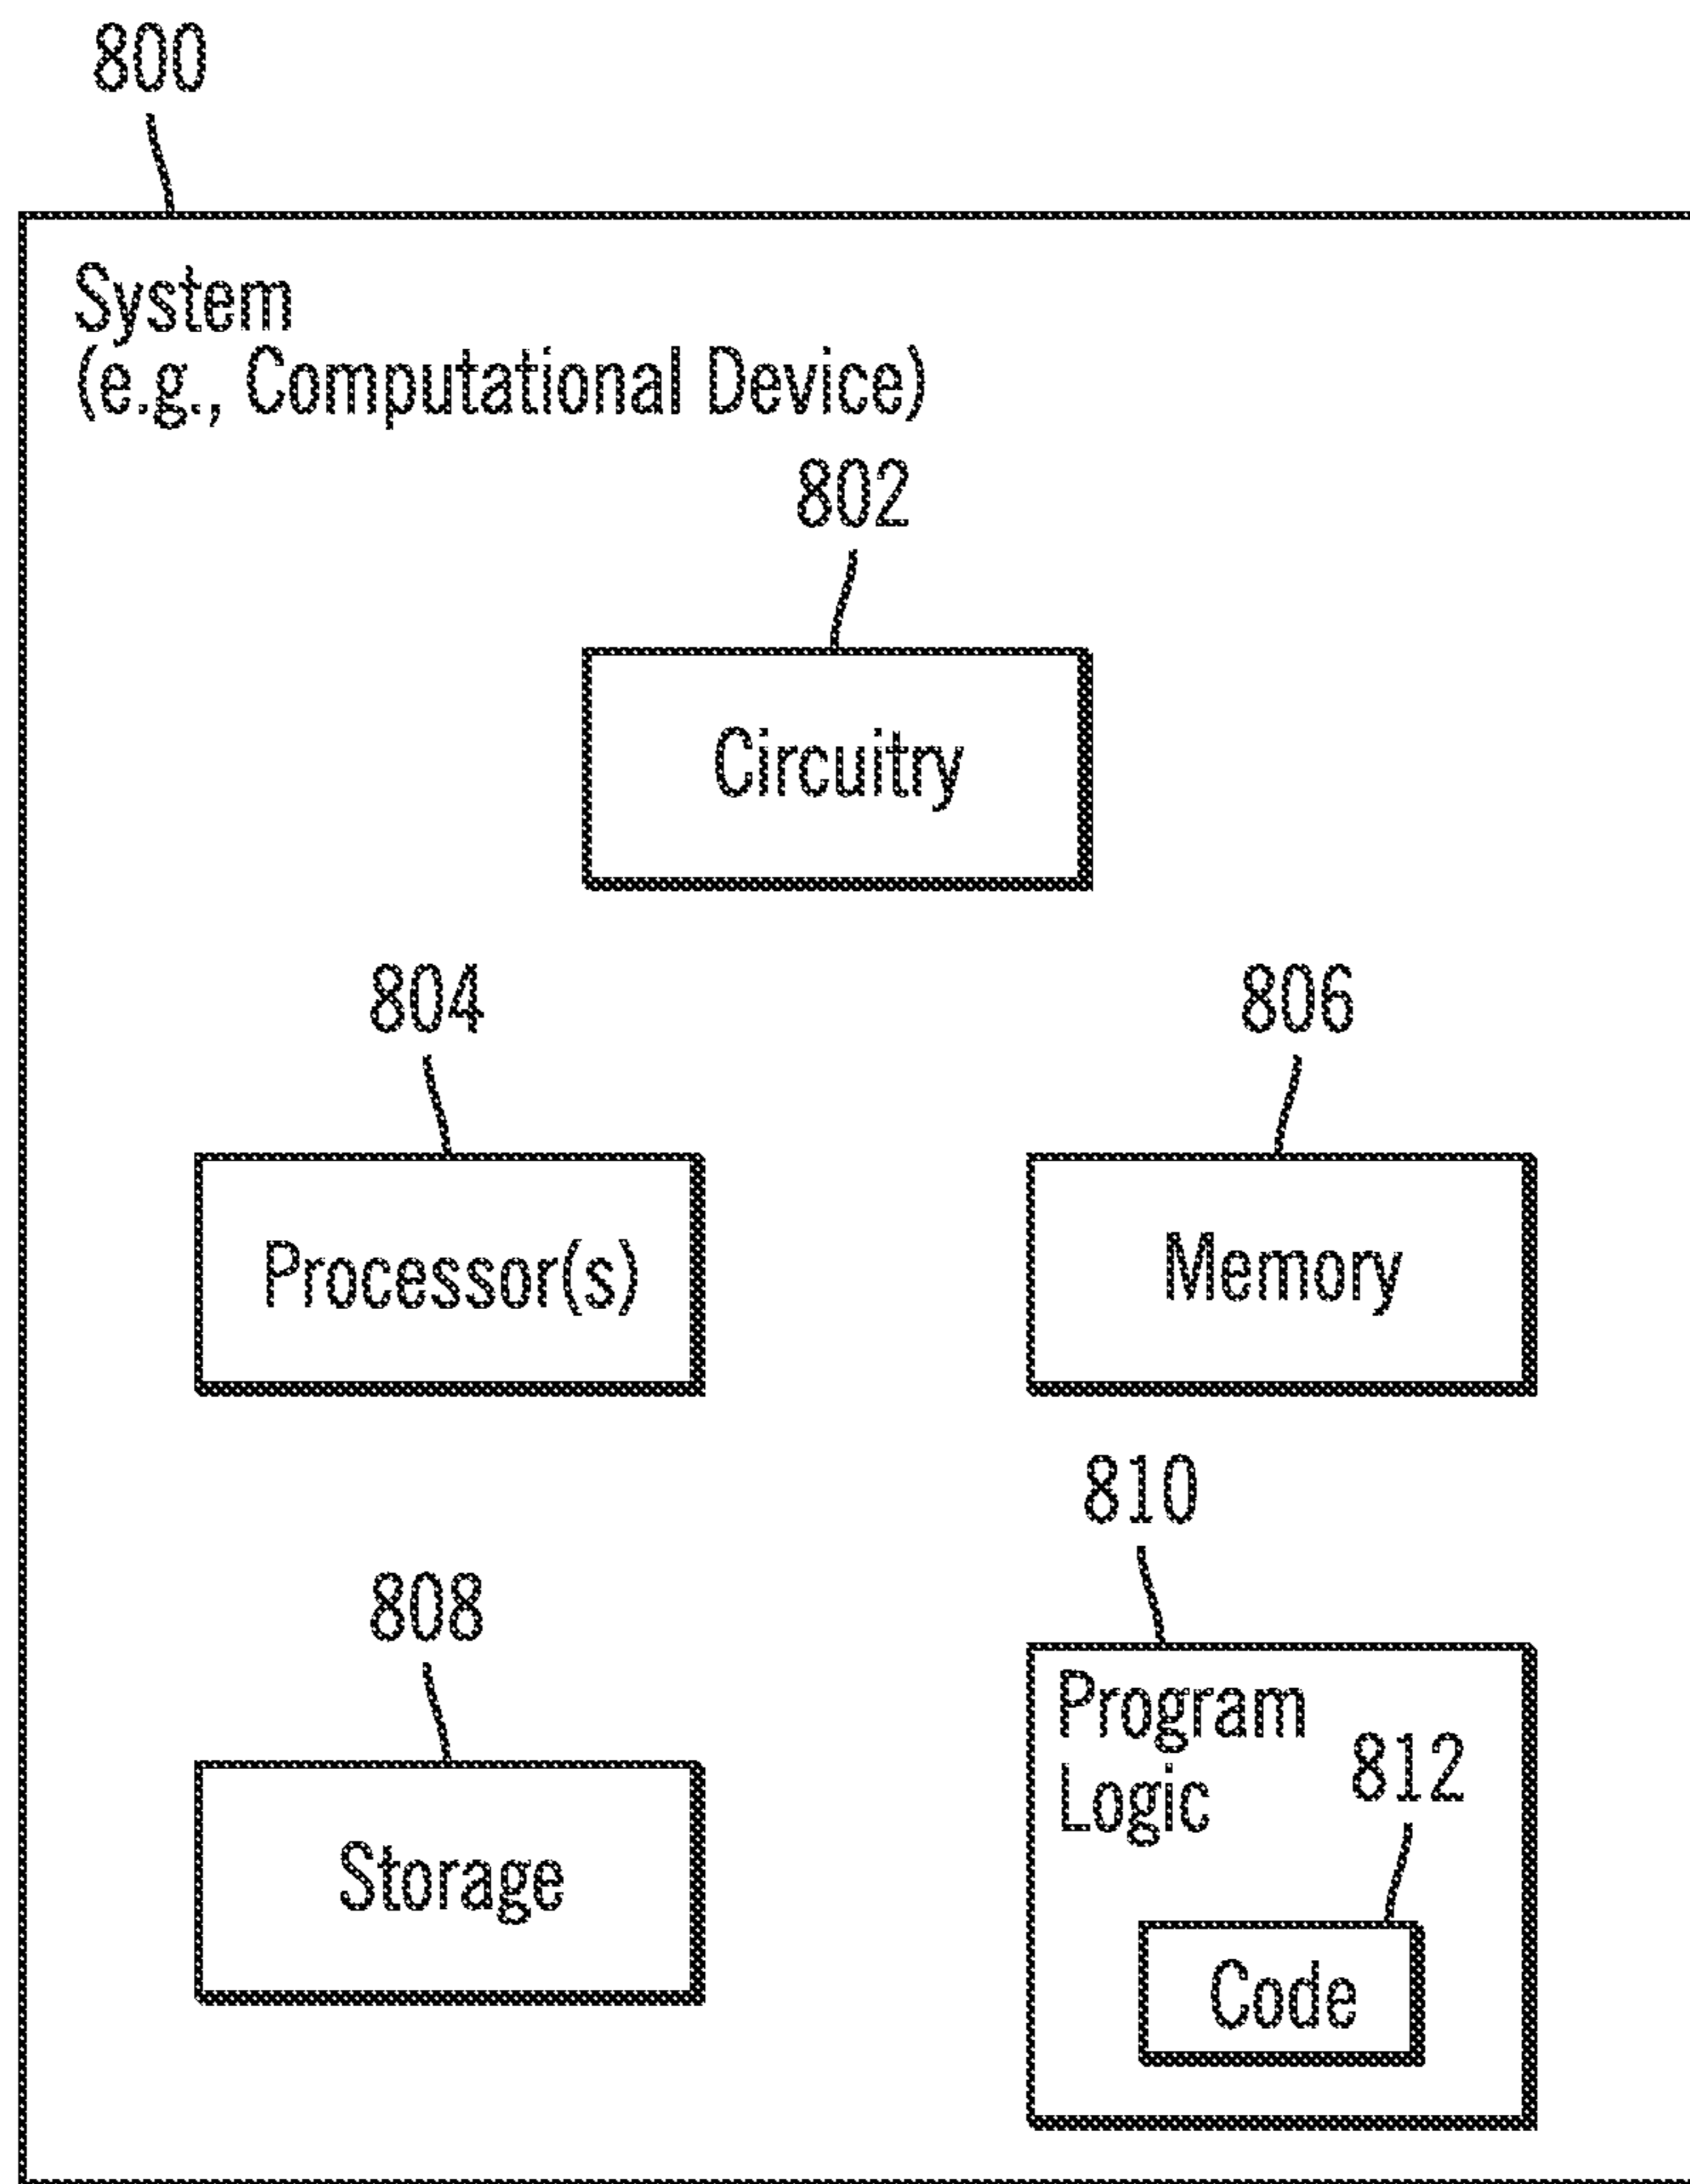 800
System
(e.g., Computational Device)
802
Circuitry
804
806
Processor(s)
Memory
810
808
Program
Logic
812
Storage
Code